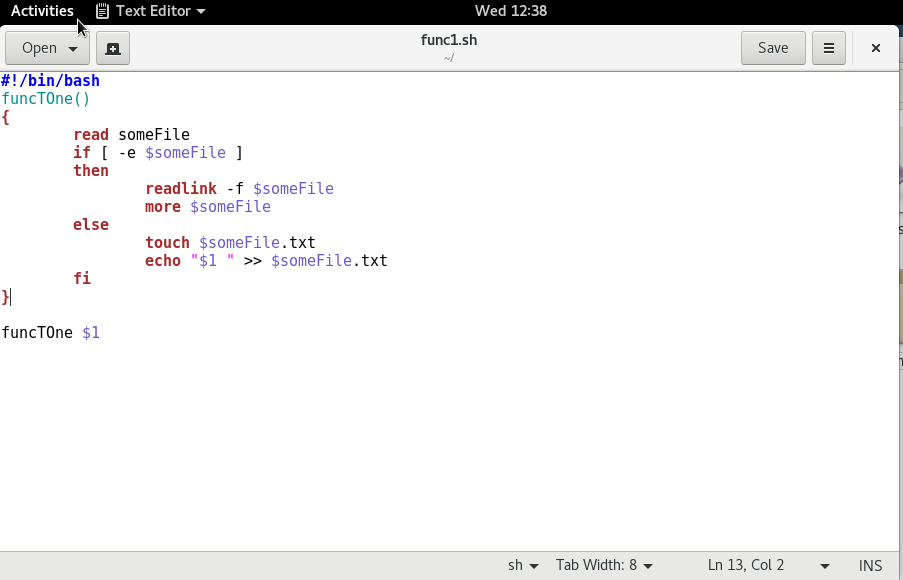 Activities Text Editor Wed 12:38
Open func1.sh Save
~/
#!/bin/bash
funcTOne()
{
        read someFile
        if [ -e $someFile ]
        then
                readlink -f $someFile
                more $someFile
        else
                touch $someFile.txt
                echo "$1 " >> $someFile.txt
        fi
}

funcTOne $1
sh Tab Width: 8 Ln 13, Col 2 INS